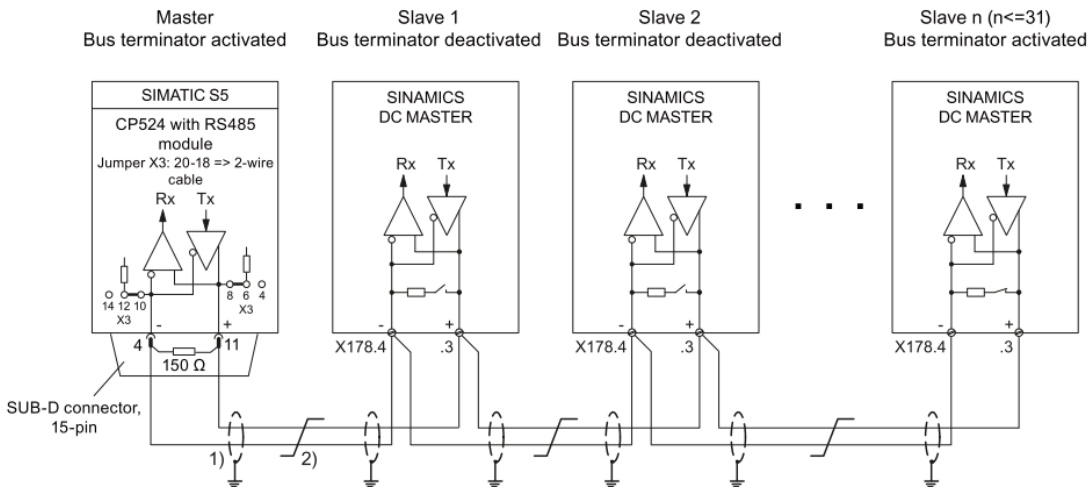 Master
Bus terminator activated
Slave 1
Bus terminator deactivated
Slave 2
Bus terminator deactivated
Slave n (n<=31)
Bus terminator activated
SIMATIC S5
CP524 with RS485
module
Jumper X3: 20-18 => 2-wire
cable
Rx Tx
14 12 10
X3
8 6 4
X3
- +
4 11
150 Ω
SUB-D connector,
15-pin
SINAMICS
DC MASTER
Rx Tx
- +
X178.4 .3
SINAMICS
DC MASTER
Rx Tx
- +
X178.4 .3
. . .
SINAMICS
DC MASTER
Rx Tx
- +
X178.4 .3
1) 2)